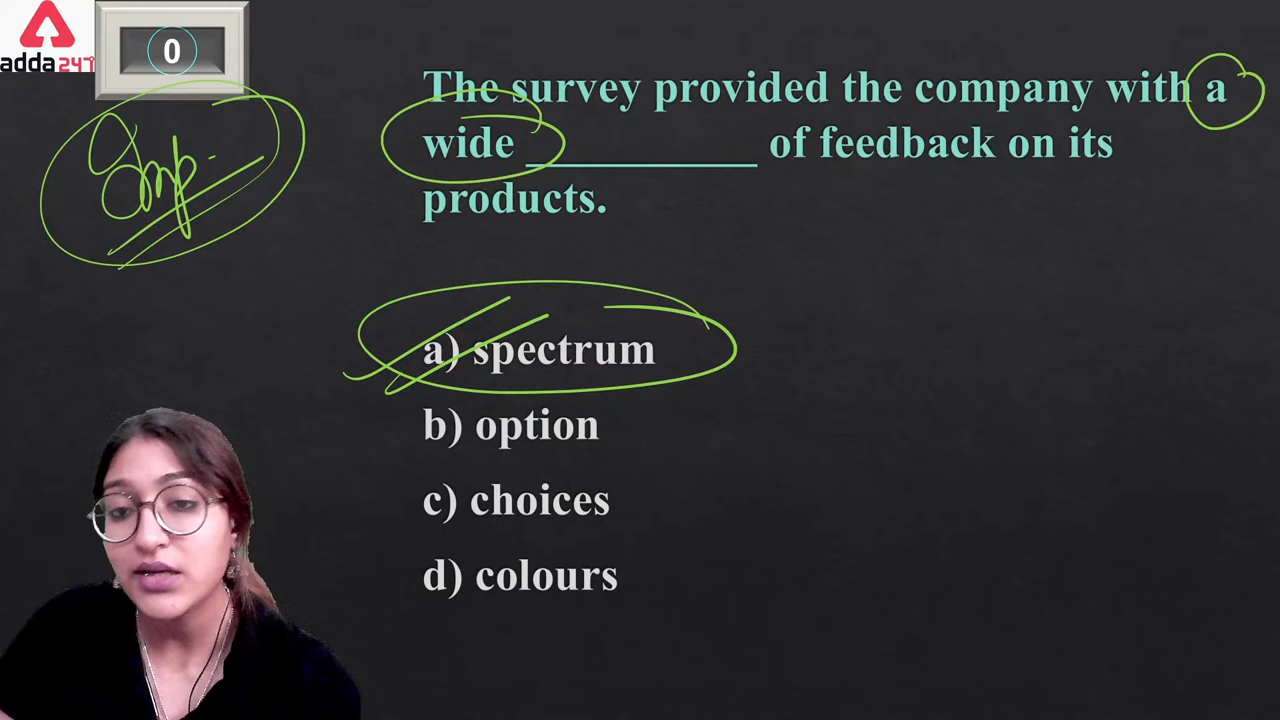 adda247
0
Imp.
The survey provided the company with a
wide __________ of feedback on its
products.
a) spectrum
b) option
c) choices
d) colours